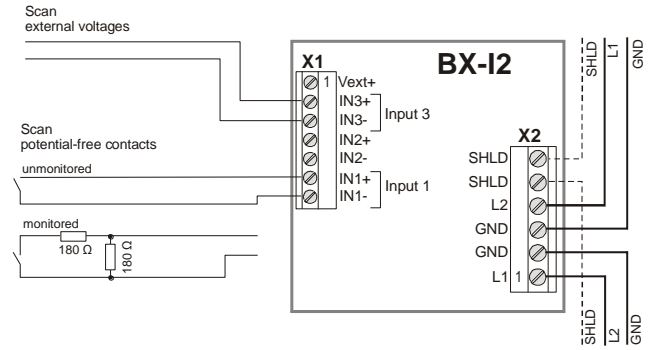 Scan
external voltages
Scan
potential-free contacts
unmonitored
monitored
180 Ω
180 Ω
X1
BX-I2
1 Vext+
IN3+
IN3-
Input 3
IN2+
IN2-
IN1+
IN1-
Input 1
X2
SHLD
SHLD
L2
GND
GND
L1 1
SHLD
L1
GND
SHLD
L2
GND